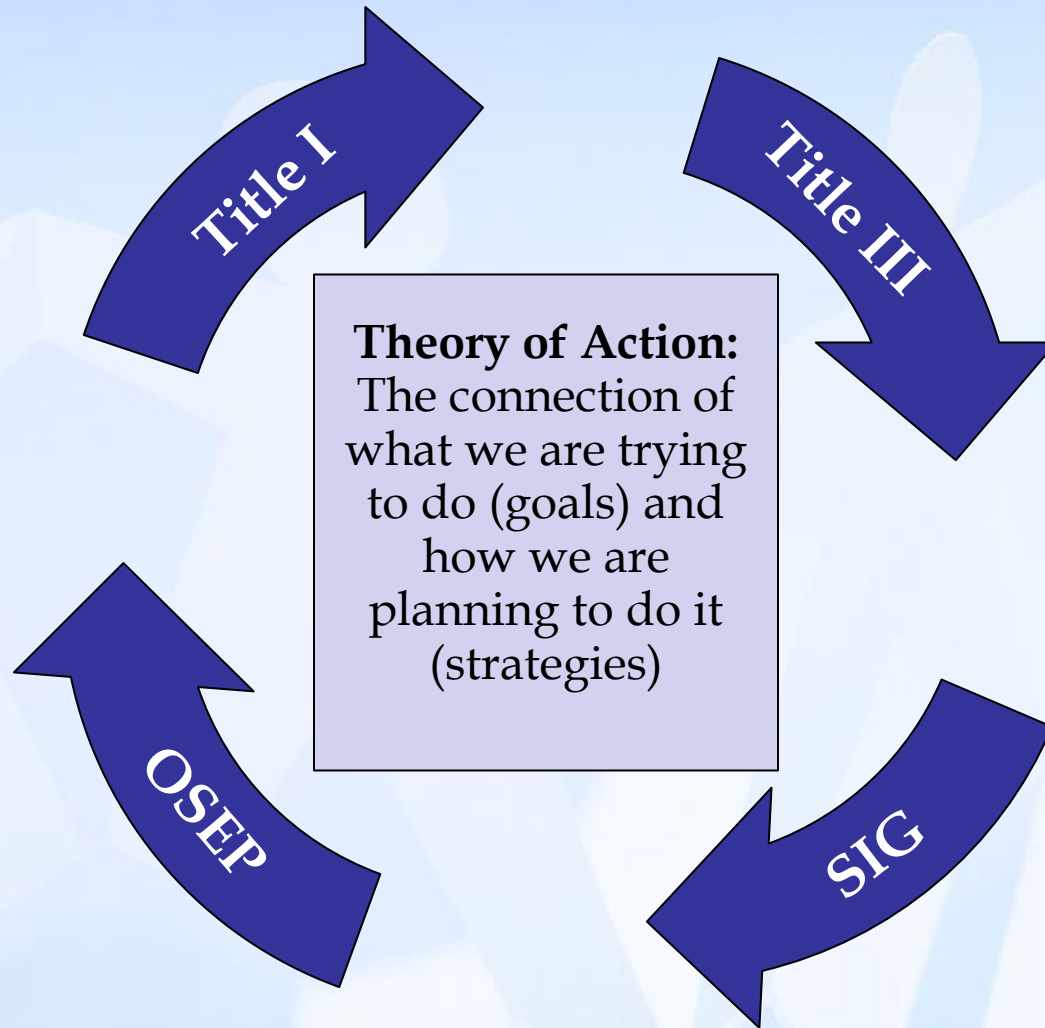 Title I
Title III
Theory of Action:
The connection of
what we are trying
to do (goals) and
how we are
planning to do it
(strategies)
OSEP
SIG